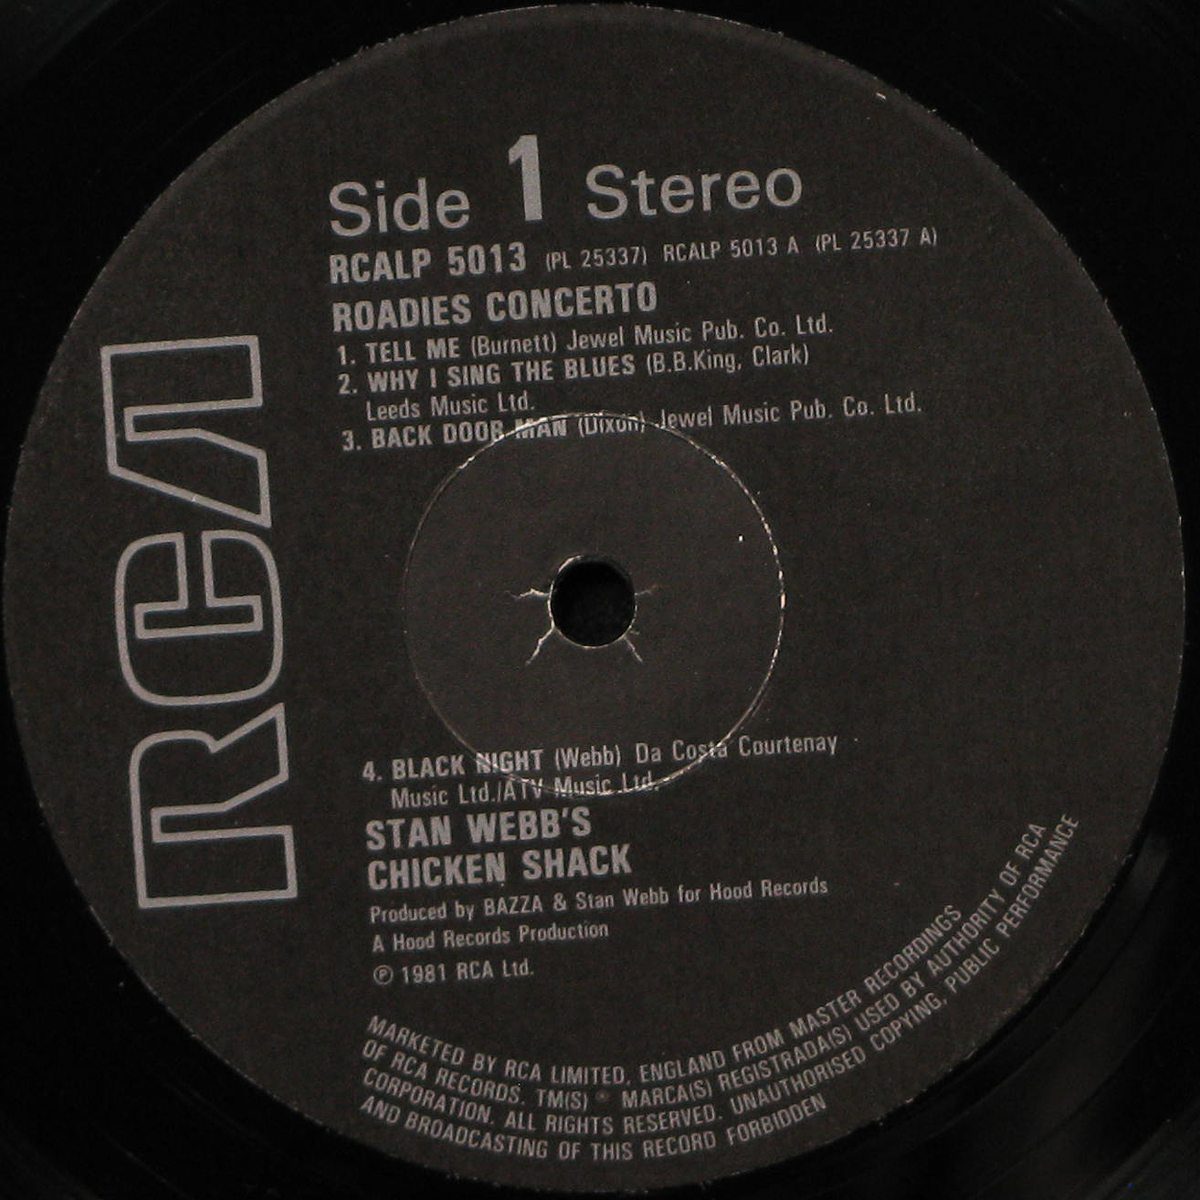 RCA
Side 1 Stereo
RCALP 5013 (PL 25337) RCALP 5013 A (PL 25337 A)
ROADIES CONCERTO
1. TELL ME (Burnett) Jewel Music Pub. Co. Ltd.
2. WHY I SING THE BLUES (B.B.King, Clark)
Leeds Music Ltd.
3. BACK DOOR MAN (Dixon) Jewel Music Pub. Co. Ltd.
4. BLACK NIGHT (Webb) Da Costa Courtenay
Music Ltd./ATV Music Ltd.
STAN WEBB'S
CHICKEN SHACK
Produced by BAZZA & Stan Webb for Hood Records
A Hood Records Production
℗ 1981 RCA Ltd.
MARKETED BY RCA LIMITED, ENGLAND FROM MASTER RECORDINGS
OF RCA RECORDS. TM(S) ® MARCA(S) REGISTRADA(S) USED BY AUTHORITY OF RCA
CORPORATION. ALL RIGHTS RESERVED. UNAUTHORISED COPYING, PUBLIC PERFORMANCE
AND BROADCASTING OF THIS RECORD FORBIDDEN